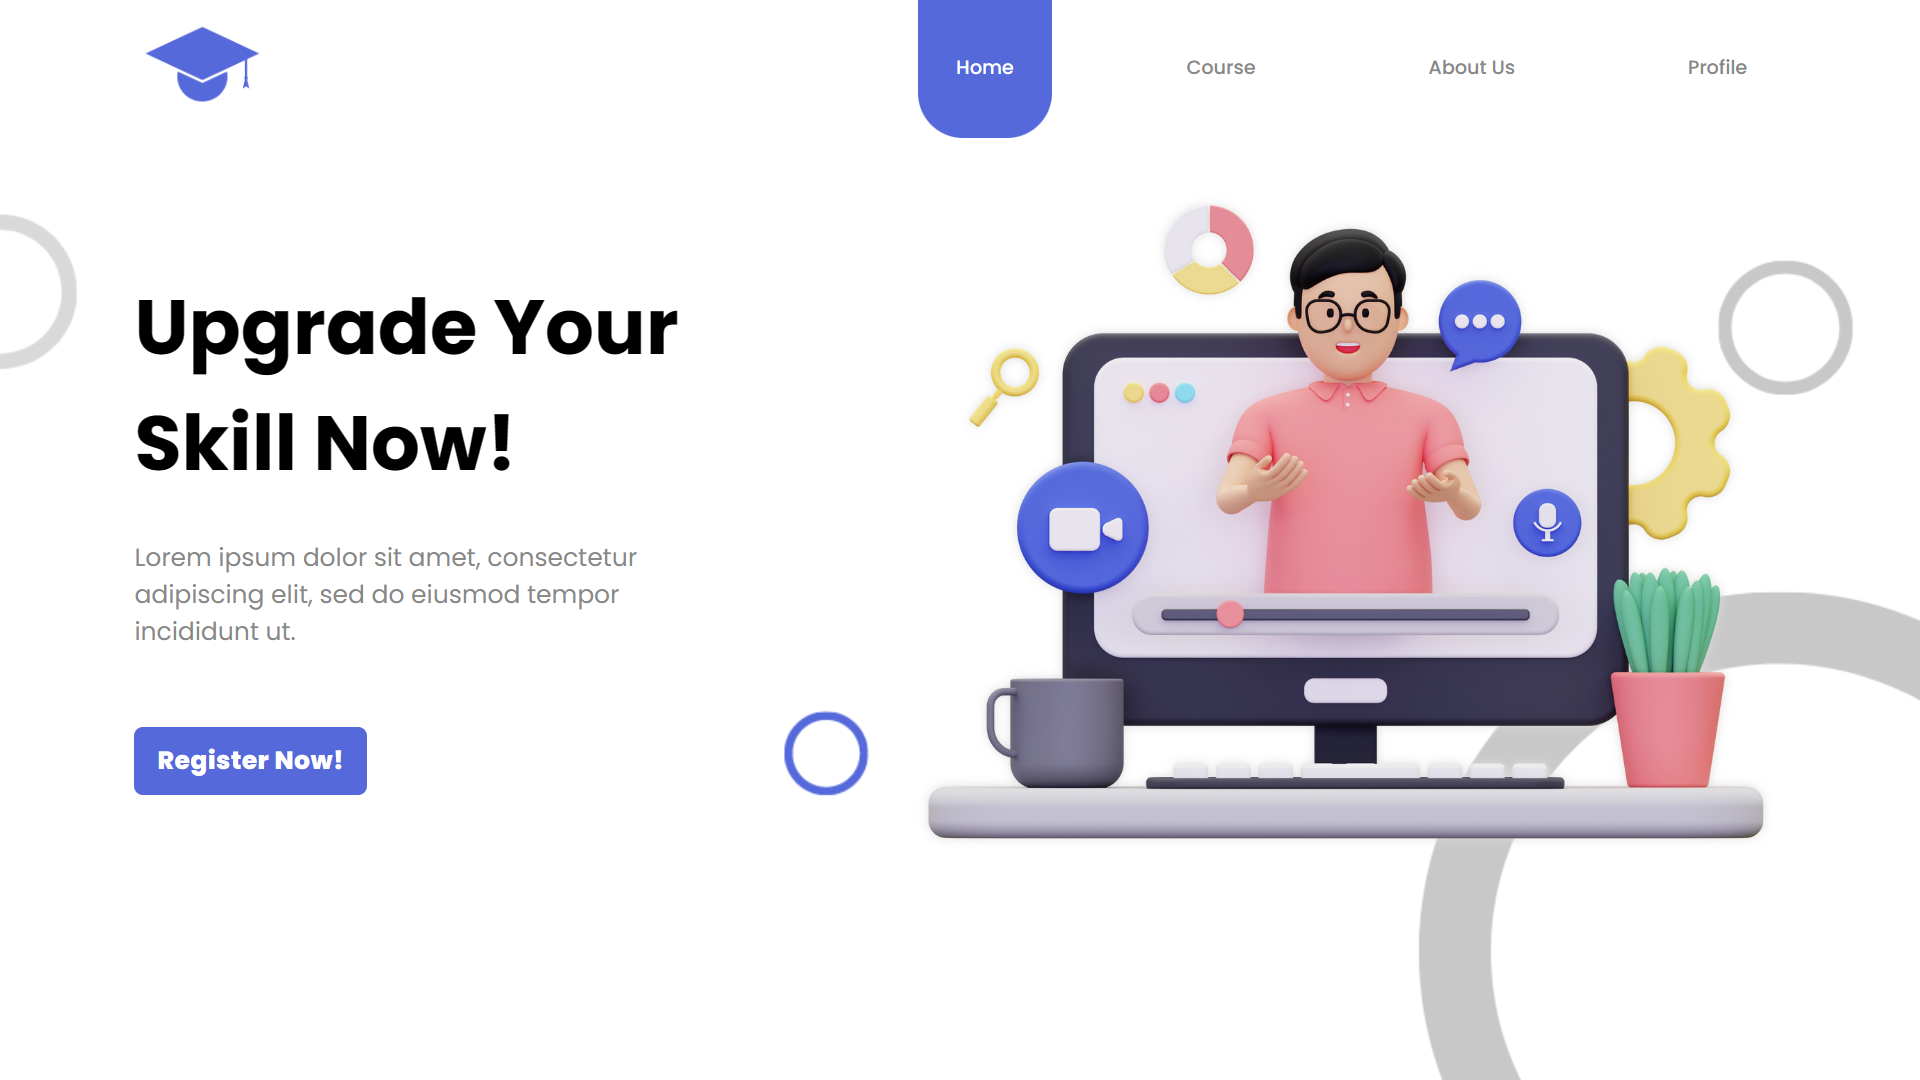 Home
Course
About Us
Profile
Upgrade Your
Skill Now!
Lorem ipsum dolor sit amet, consectetur
adipiscing elit, sed do eiusmod tempor
incididunt ut.
Register Now!